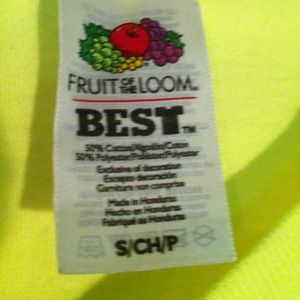 FRUIT OF THE LOOM
BEST™
50% Cotton/Algodón/Coton
50% Polyester/Poliéster/Polyester
Exclusive of decoration
Excepto decoración
Garniture non comprise
Made in Honduras
Hecho en Honduras
Fabriqué au Honduras
S/CH/P